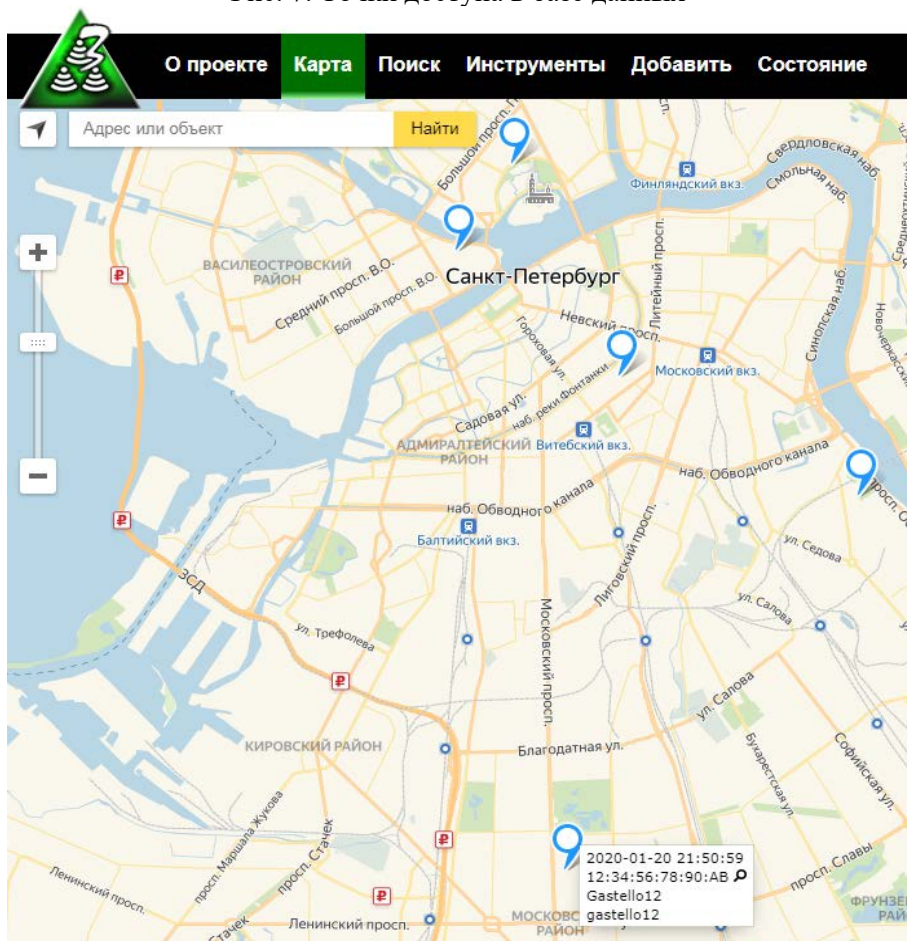 О проекте Карта Поиск Инструменты Добавить Состояние
Адрес или объект Найти
Большой просп.
Свердловская наб.
Смольная наб.
Финляндский вкз.
ВАСИЛЕОСТРОВСКИЙ
РАЙОН
Средний просп. В.О.
Большой просп. В.О.
Санкт-Петербург
Литейный просп.
Синопская наб.
Невский просп.
Гороховая ул.
Московский вкз.
Садовая ул.
наб. реки Фонтанки
АДМИРАЛТЕЙСКИЙ
РАЙОН
Витебский вкз.
наб. Обводного канала
наб. Обводного канала
Балтийский вкз.
просп.
ул. Седова
ЗСД
Лиговский просп.
ул. Салова
Московский просп.
ул. Трефолева
ул. Салова
КИРОВСКИЙ РАЙОН
Благодатная ул.
Бухарестская ул.
Софийская ул.
просп. Маршала Жукова
просп. Стачек
2020-01-20 21:50:59
12:34:56:78:90:AB
Gastello12
gastello12
просп. Славы
Ленинский просп.
Ленинский просп.
РАЙОН